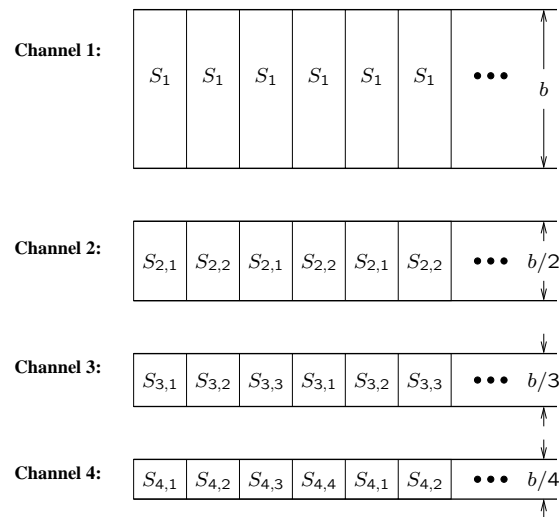 Channel 1:
S₁ S₁ S₁ S₁ S₁ S₁ ••• b
Channel 2:
S₂,₁ S₂,₂ S₂,₁ S₂,₂ S₂,₁ S₂,₂ ••• b/2
Channel 3:
S₃,₁ S₃,₂ S₃,₃ S₃,₁ S₃,₂ S₃,₃ ••• b/3
Channel 4:
S₄,₁ S₄,₂ S₄,₃ S₄,₄ S₄,₁ S₄,₂ ••• b/4